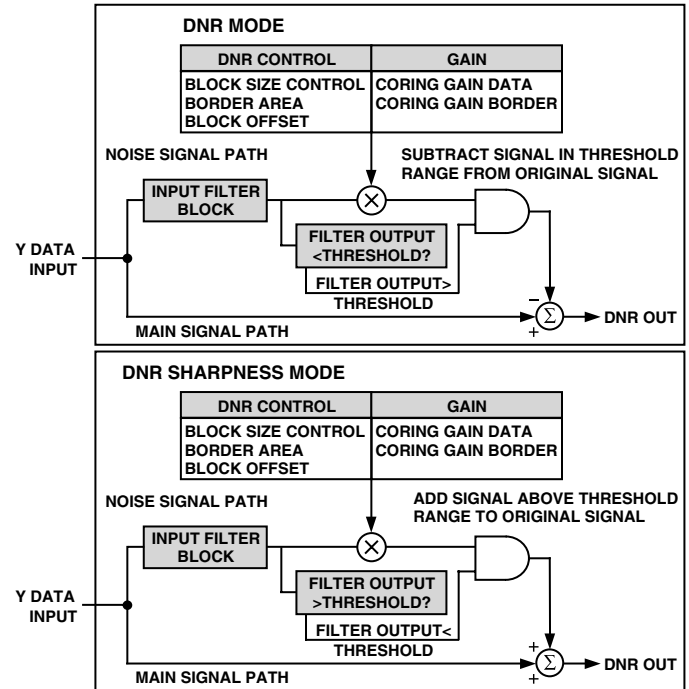 DNR MODE
DNR CONTROL GAIN
BLOCK SIZE CONTROL CORING GAIN DATA
BORDER AREA CORING GAIN BORDER
BLOCK OFFSET
NOISE SIGNAL PATH
SUBTRACT SIGNAL IN THRESHOLD
RANGE FROM ORIGINAL SIGNAL
INPUT FILTER
BLOCK
Y DATA
INPUT
FILTER OUTPUT
<THRESHOLD?
FILTER OUTPUT>
THRESHOLD
MAIN SIGNAL PATH
–
+
Σ
DNR OUT
DNR SHARPNESS MODE
DNR CONTROL GAIN
BLOCK SIZE CONTROL CORING GAIN DATA
BORDER AREA CORING GAIN BORDER
BLOCK OFFSET
NOISE SIGNAL PATH
ADD SIGNAL ABOVE THRESHOLD
RANGE TO ORIGINAL SIGNAL
INPUT FILTER
BLOCK
Y DATA
INPUT
FILTER OUTPUT
>THRESHOLD?
FILTER OUTPUT<
THRESHOLD
MAIN SIGNAL PATH
+
+
Σ
DNR OUT